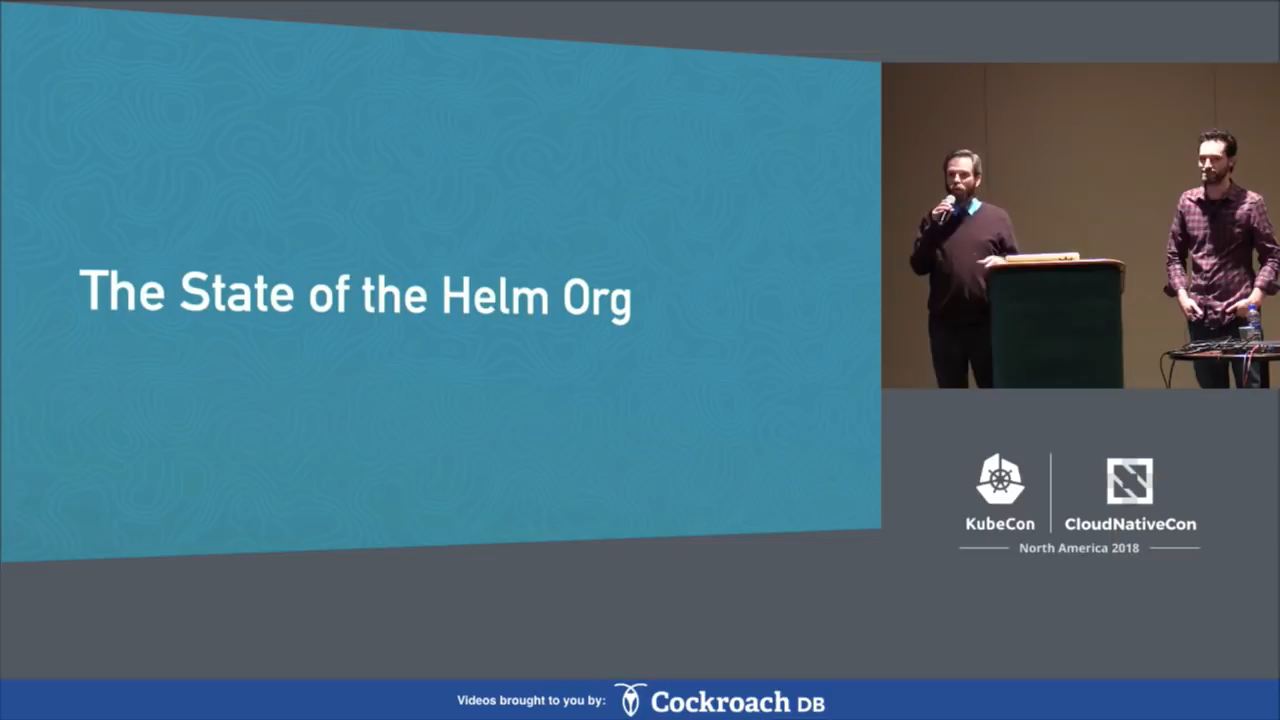 The State of the Helm Org
KubeCon
CloudNativeCon
North America 2018
Videos brought to you by:
Cockroach DB